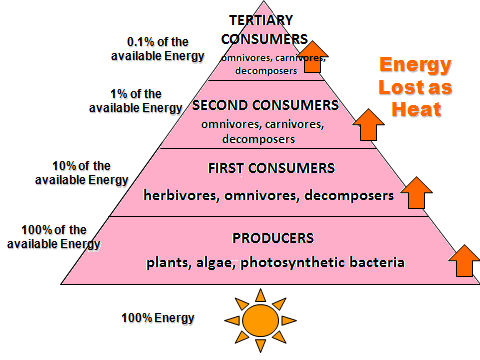 TERTIARY
CONSUMERS
omnivores, carnivores,
decomposers
0.1% of the
available Energy
Energy
Lost as
Heat
1% of the
available Energy
SECOND CONSUMERS
omnivores, carnivores,
decomposers
10% of the
available Energy
FIRST CONSUMERS
herbivores, omnivores, decomposers
100% of the
available Energy
PRODUCERS
plants, algae, photosynthetic bacteria
100% Energy